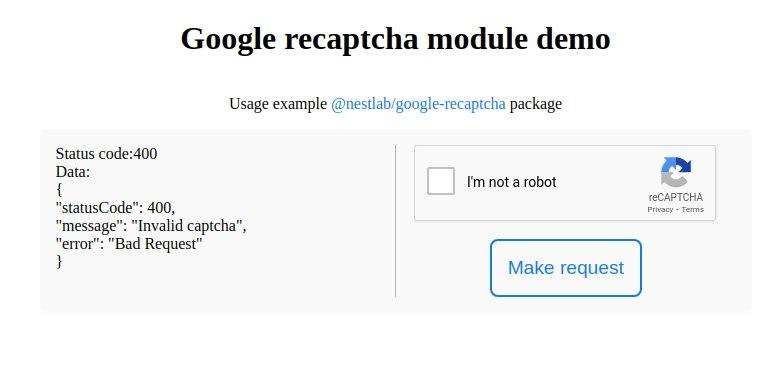 Google recaptcha module demo
Usage example @nestlab/google-recaptcha package
Status code:400
Data:
{
"statusCode": 400,
"message": "Invalid captcha",
"error": "Bad Request"
}
I'm not a robot
reCAPTCHA
Privacy - Terms
Make request